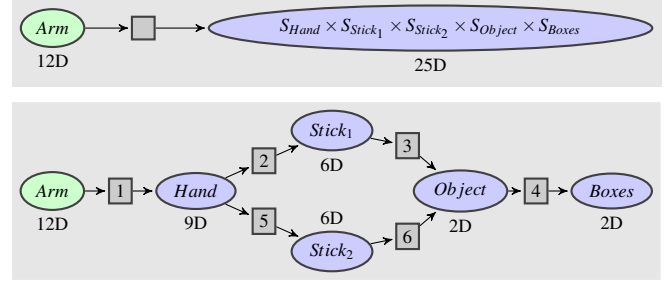 Arm
S_Hand × S_Stick₁ × S_Stick₂ × S_Object × S_Boxes
12D
25D
Stick₁
6D
2
3
Arm
1
Hand
Object
4
Boxes
12D
9D
2D
2D
5
6
6D
Stick₂